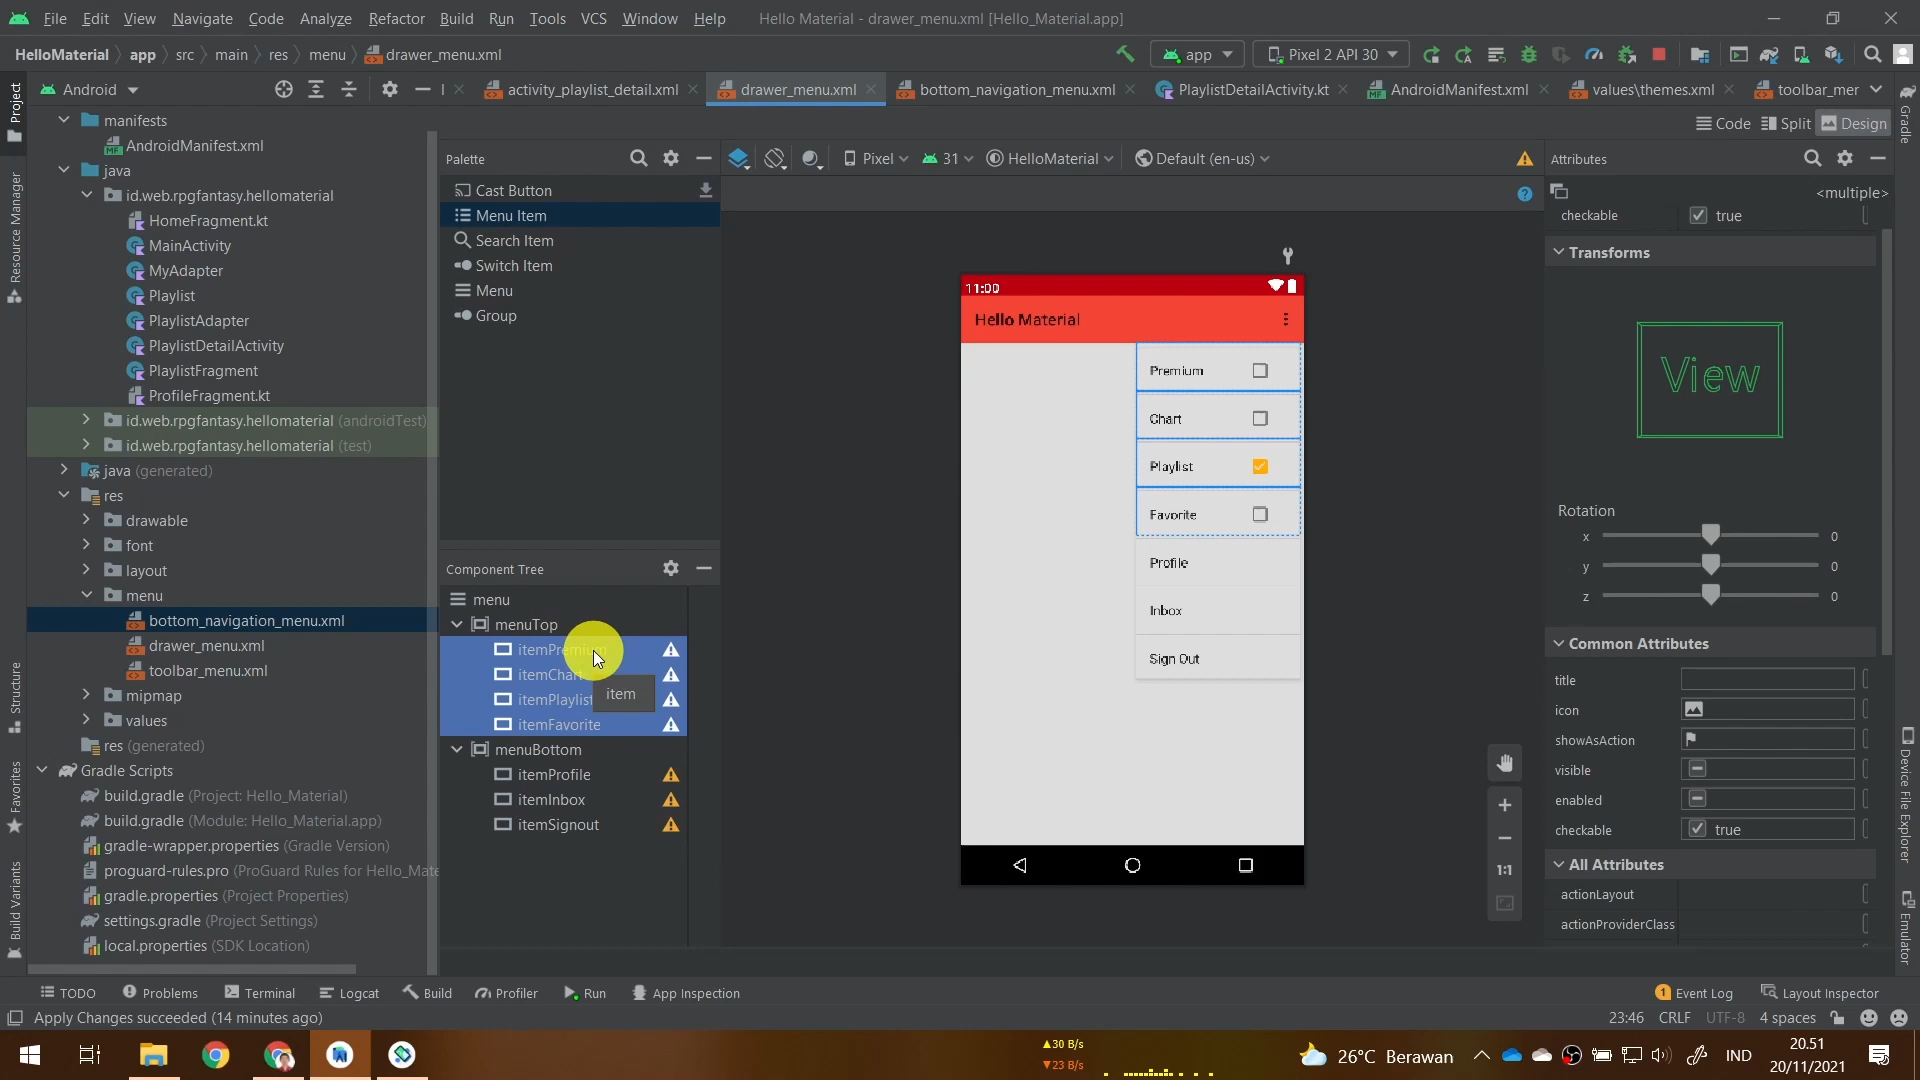 File Edit View Navigate Code Analyze Refactor Build Run Tools VCS Window Help Hello Material - drawer_menu.xml [Hello_Material.app]
HelloMaterial app src main res menu drawer_menu.xml app Pixel 2 API 30
Project
Android activity_playlist_detail.xml drawer_menu.xml bottom_navigation_menu.xml PlaylistDetailActivity.kt AndroidManifest.xml values\themes.xml toolbar_mer
Gradle
Code Split Design
manifests
AndroidManifest.xml
java
id.web.rpgfantasy.hellomaterial
HomeFragment.kt
MainActivity
MyAdapter
Playlist
PlaylistAdapter
PlaylistDetailActivity
PlaylistFragment
ProfileFragment.kt
id.web.rpgfantasy.hellomaterial (androidTest)
id.web.rpgfantasy.hellomaterial (test)
java (generated)
res
drawable
font
layout
menu
bottom_navigation_menu.xml
drawer_menu.xml
toolbar_menu.xml
mipmap
values
res (generated)
Gradle Scripts
build.gradle (Project: Hello_Material)
build.gradle (Module: Hello_Material.app)
gradle-wrapper.properties (Gradle Version)
proguard-rules.pro (ProGuard Rules for Hello_Mate
gradle.properties (Project Properties)
settings.gradle (Project Settings)
local.properties (SDK Location)
Resource Manager
Structure
Favorites
Build Variants
Palette
Cast Button
Menu Item
Search Item
Switch Item
Menu
Group
Component Tree
menu
menuTop
itemPremium
itemChart
itemPlaylist
item
itemFavorite
menuBottom
itemProfile
itemInbox
itemSignout
Pixel 31 HelloMaterial Default (en-us)
11:00
Hello Material
Premium
Chart
Playlist
Favorite
Profile
Inbox
Sign Out
1:1
Attributes
<multiple>
checkable true
Transforms
View
Rotation
x 0
y 0
z 0
Common Attributes
title
icon
showAsAction
visible
enabled
checkable true
All Attributes
actionLayout
actionProviderClass
Device File Explorer
Emulator
TODO Problems Terminal Logcat Build Profiler Run App Inspection 1 Event Log Layout Inspector
Apply Changes succeeded (14 minutes ago) 23:46 CRLF UTF-8 4 spaces
▲30 B/s
▼23 B/s
26°C Berawan IND
20.51
20/11/2021